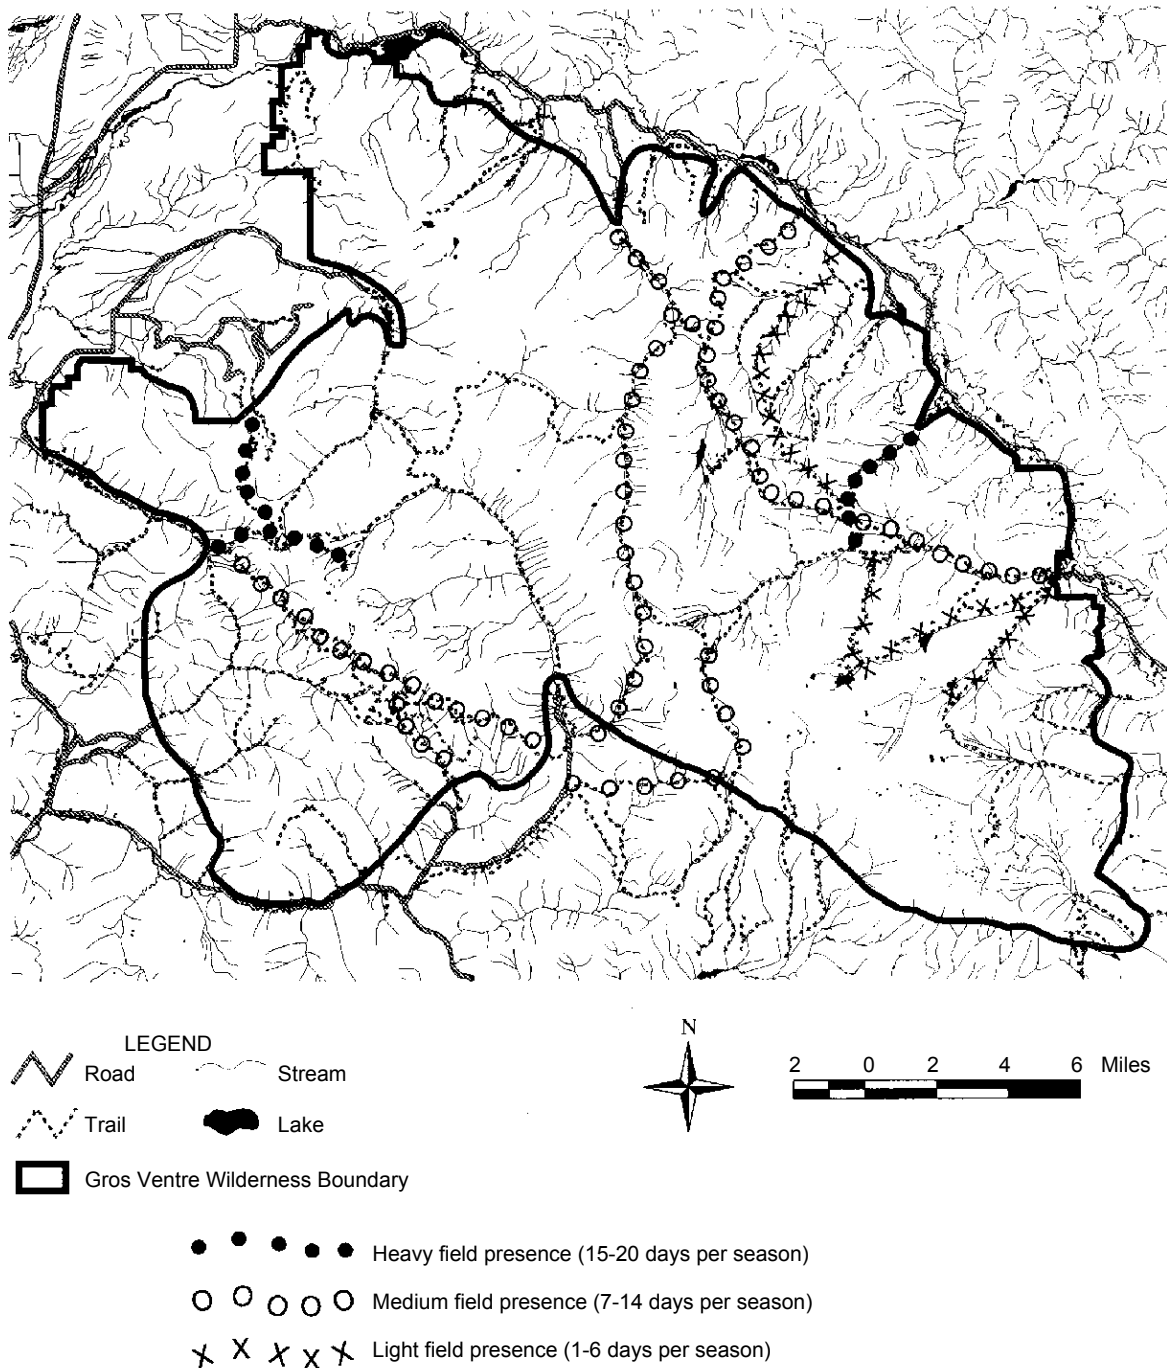 N
LEGEND
Road
Stream
2 0 2 4 6 Miles
Trail
Lake
Gros Ventre Wilderness Boundary
Heavy field presence (15-20 days per season)
Medium field presence (7-14 days per season)
Light field presence (1-6 days per season)